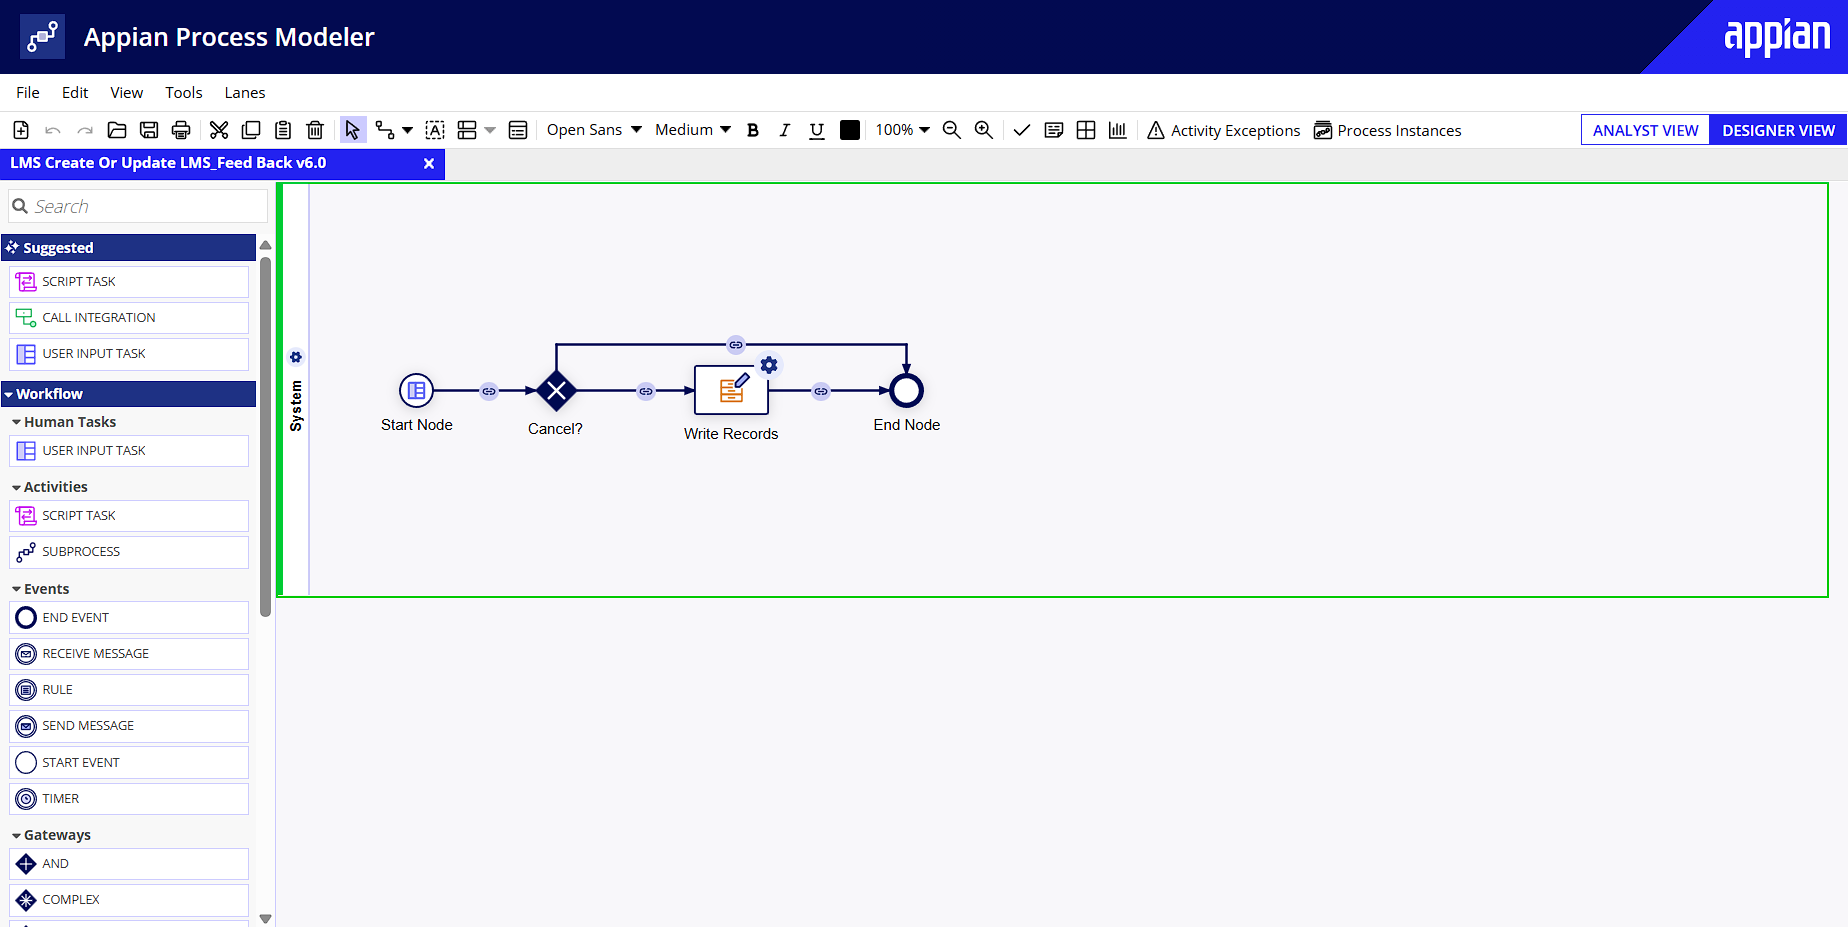 Appian Process Modeler
appian
File Edit View Tools Lanes
Open Sans Medium B I U 100% Activity Exceptions Process Instances ANALYST VIEW DESIGNER VIEW
LMS Create Or Update LMS_Feed Back v6.0
Search
Suggested
SCRIPT TASK
CALL INTEGRATION
USER INPUT TASK
Workflow
Human Tasks
USER INPUT TASK
Activities
SCRIPT TASK
SUBPROCESS
Events
END EVENT
RECEIVE MESSAGE
RULE
SEND MESSAGE
START EVENT
TIMER
Gateways
AND
COMPLEX
System
Start Node
Cancel?
Write Records
End Node